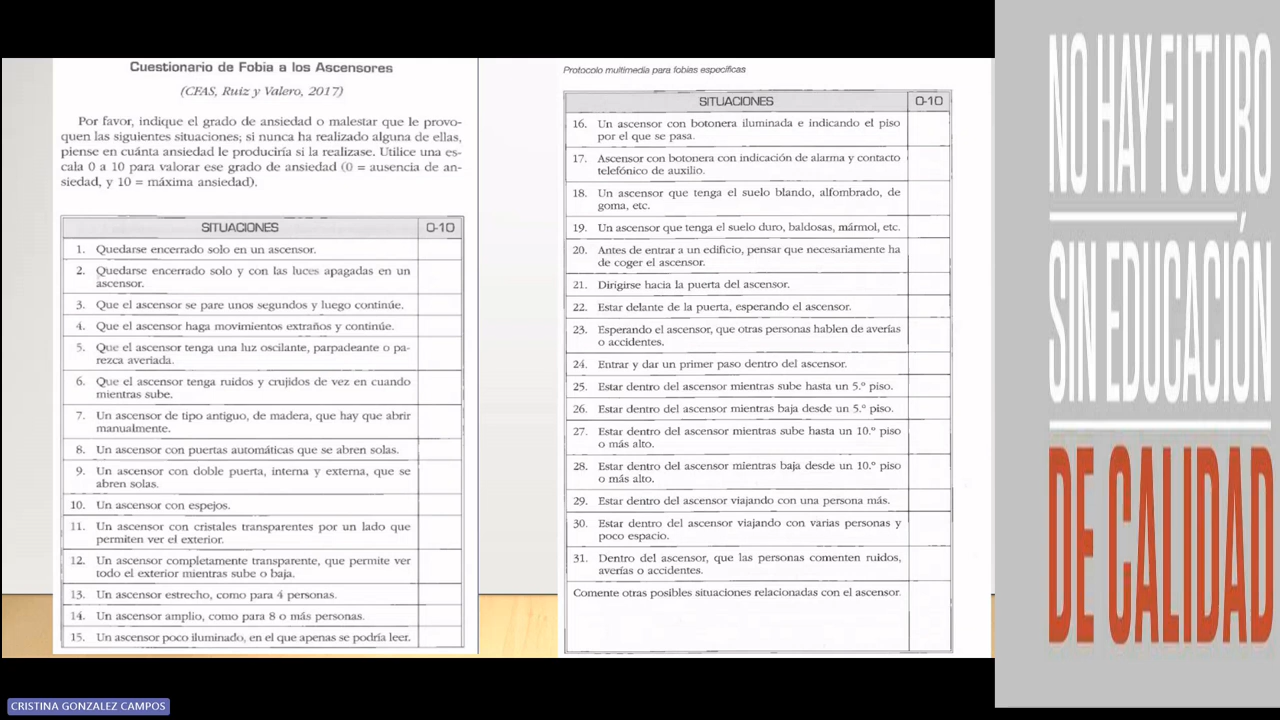 Cuestionario de Fobia a los Ascensores
(CFAS, Ruiz y Valero, 2017)
Por favor, indique el grado de ansiedad o malestar que le provo-
quen las siguientes situaciones; si nunca ha realizado alguna de ellas,
piense en cuánta ansiedad le produciría si la realizase. Utilice una es-
cala 0 a 10 para valorar ese grado de ansiedad (0 = ausencia de an-
siedad, y 10 = máxima ansiedad).
SITUACIONES 0-10
1. Quedarse encerrado solo en un ascensor.
2. Quedarse encerrado solo y con las luces apagadas en un
ascensor.
3. Que el ascensor se pare unos segundos y luego continúe.
4. Que el ascensor haga movimientos extraños y continúe.
5. Que el ascensor tenga una luz oscilante, parpadeante o pa-
rezca averiada.
6. Que el ascensor tenga ruidos y crujidos de vez en cuando
mientras sube.
7. Un ascensor de tipo antiguo, de madera, que hay que abrir
manualmente.
8. Un ascensor con puertas automáticas que se abren solas.
9. Un ascensor con doble puerta, interna y externa, que se
abren solas.
10. Un ascensor con espejos.
11. Un ascensor con cristales transparentes por un lado que
permiten ver el exterior.
12. Un ascensor completamente transparente, que permite ver
todo el exterior mientras sube o baja.
13. Un ascensor estrecho, como para 4 personas.
14. Un ascensor amplio, como para 8 o más personas.
15. Un ascensor poco iluminado, en el que apenas se podría leer.
Protocolo multimedia para fobias específicas
SITUACIONES 0-10
16. Un ascensor con botonera iluminada e indicando el piso
por el que se pasa.
17. Ascensor con botonera con indicación de alarma y contacto
telefónico de auxilio.
18. Un ascensor que tenga el suelo blando, alfombrado, de
goma, etc.
19. Un ascensor que tenga el suelo duro, baldosas, mármol, etc.
20. Antes de entrar a un edificio, pensar que necesariamente ha
de coger el ascensor.
21. Dirigirse hacia la puerta del ascensor.
22. Estar delante de la puerta, esperando el ascensor.
23. Esperando el ascensor, que otras personas hablen de averías
o accidentes.
24. Entrar y dar un primer paso dentro del ascensor.
25. Estar dentro del ascensor mientras sube hasta un 5.º piso.
26. Estar dentro del ascensor mientras baja desde un 5.º piso.
27. Estar dentro del ascensor mientras sube hasta un 10.º piso
o más alto.
28. Estar dentro del ascensor mientras baja desde un 10.º piso
o más alto.
29. Estar dentro del ascensor viajando con una persona más.
30. Estar dentro del ascensor viajando con varias personas y
poco espacio.
31. Dentro del ascensor, que las personas comenten ruidos,
averías o accidentes.
Comente otras posibles situaciones relacionadas con el ascensor.
NO HAY FUTURO
SIN EDUCACIÓN
DE CALIDAD
CRISTINA GONZALEZ CAMPOS